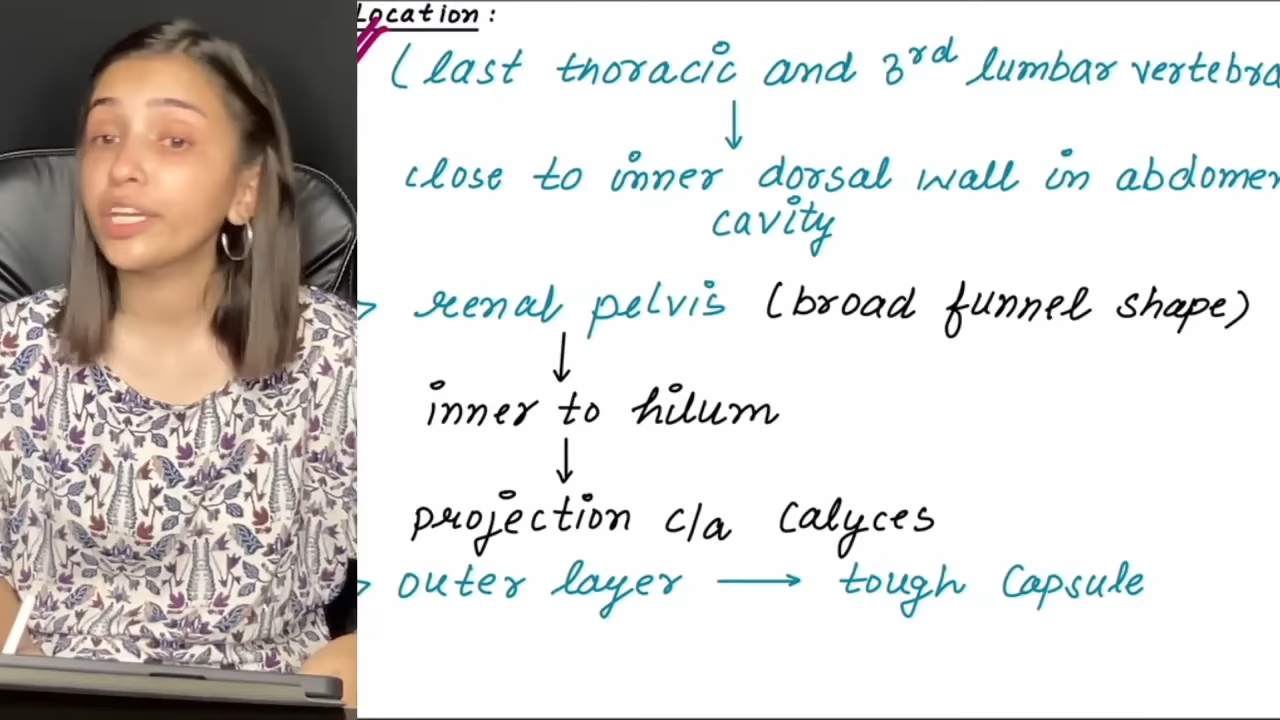 Location:
(last thoracic and 3rd lumbar vertebra
↓
close to inner dorsal wall in abdomen
cavity
> renal pelvis (broad funnel shape)
↓
inner to hilum
↓
projection c/a calyces
> outer layer → tough capsule